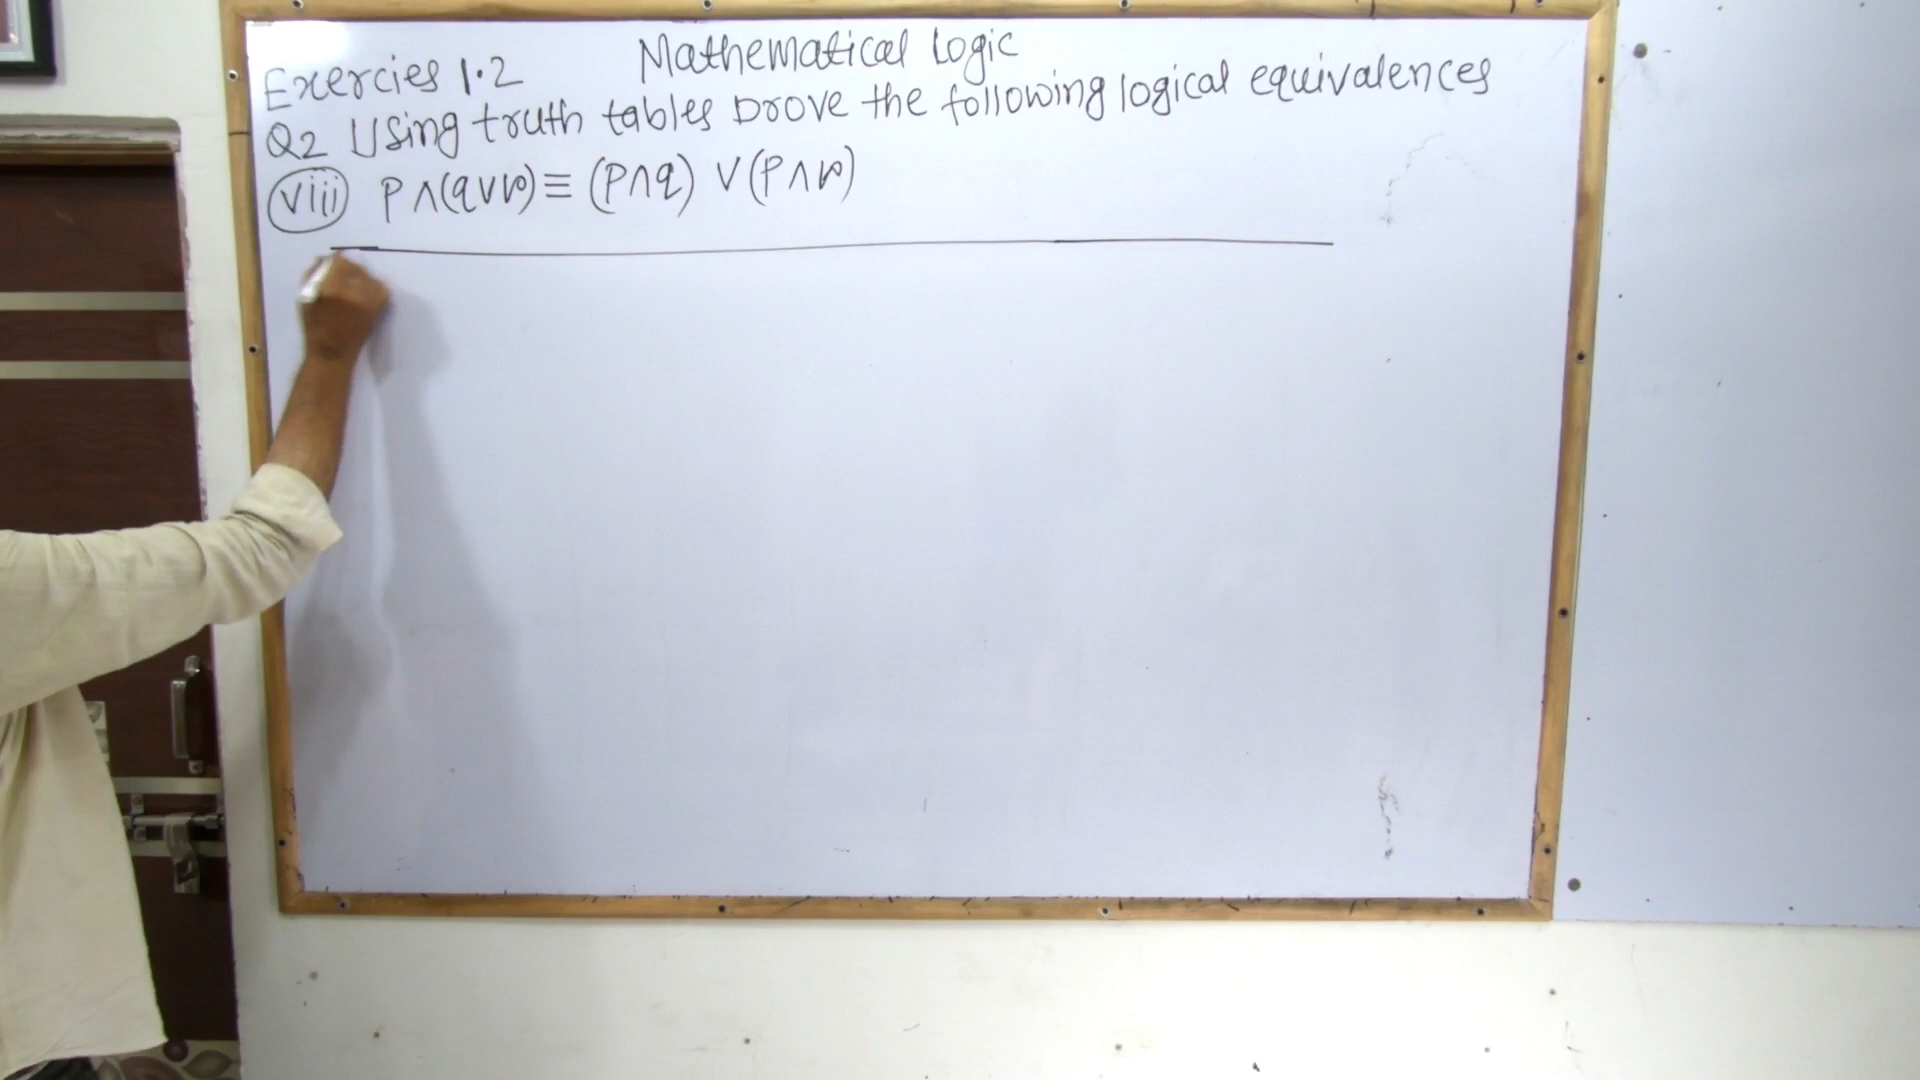 Mathematical Logic
Exercies 1.2
Q2 Using truth tables prove the following logical equivalences
(viii) p ∧ (q ∨ r) ≡ (p ∧ q) ∨ (p ∧ r)